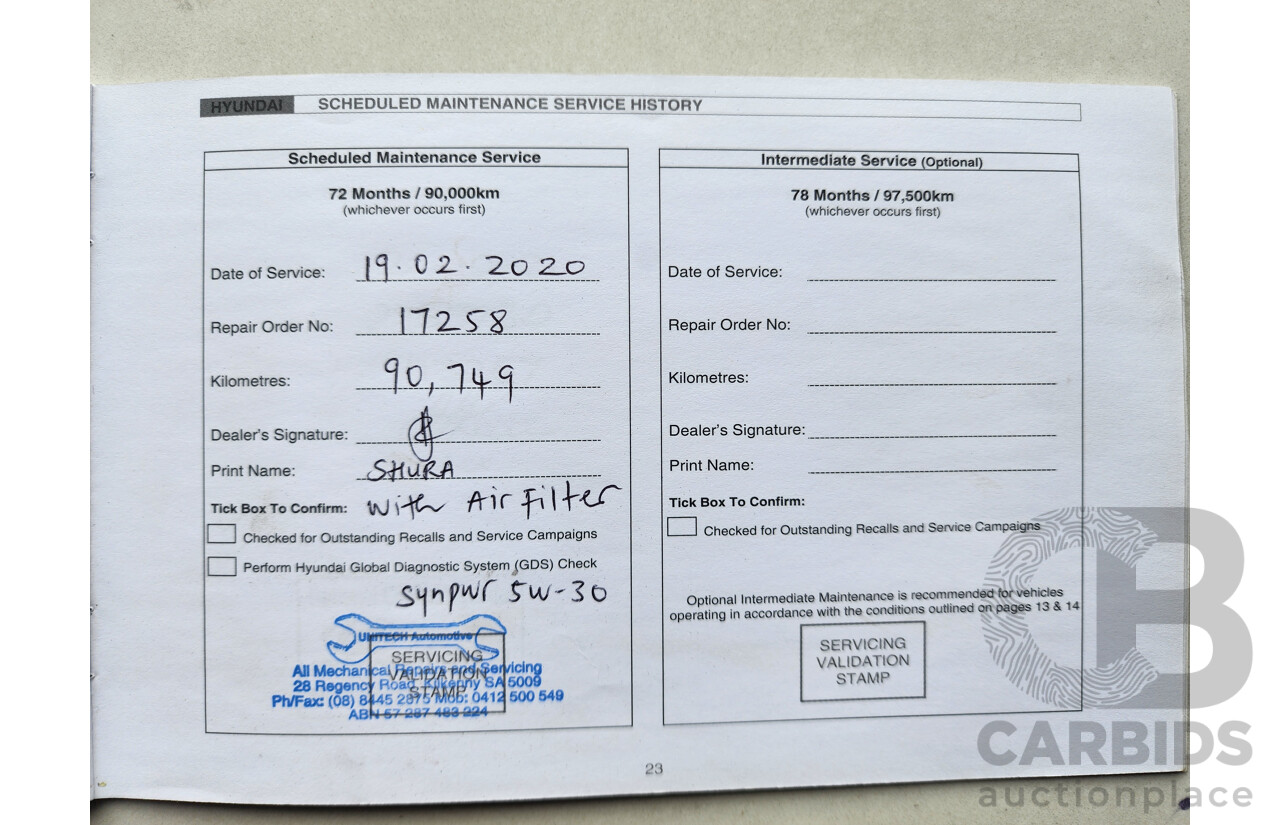 HYUNDAI SCHEDULED MAINTENANCE SERVICE HISTORY
Scheduled Maintenance Service
72 Months / 90,000km
(whichever occurs first)
Date of Service: 19.02.2020
Repair Order No: 17258
Kilometres: 90,749
Dealer's Signature:
Print Name: SHURA
Tick Box To Confirm: With Air Filter
Checked for Outstanding Recalls and Service Campaigns
Perform Hyundai Global Diagnostic System (GDS) Check
Synpwr 5W-30
UNITECH Automotive
All Mechanical Repairs and Servicing
28 Regency Road, Kilkenny SA 5009
Ph/Fax: (08) 8445 2875 Mob: 0412 500 549
ABN 57 287 483 224
SERVICING
VALIDATION
STAMP
Intermediate Service (Optional)
78 Months / 97,500km
(whichever occurs first)
Date of Service:
Repair Order No:
Kilometres:
Dealer's Signature:
Print Name:
Tick Box To Confirm:
Checked for Outstanding Recalls and Service Campaigns
Optional Intermediate Maintenance is recommended for vehicles
operating in accordance with the conditions outlined on pages 13 & 14
SERVICING
VALIDATION
STAMP
23
CARBIDS
auctionplace